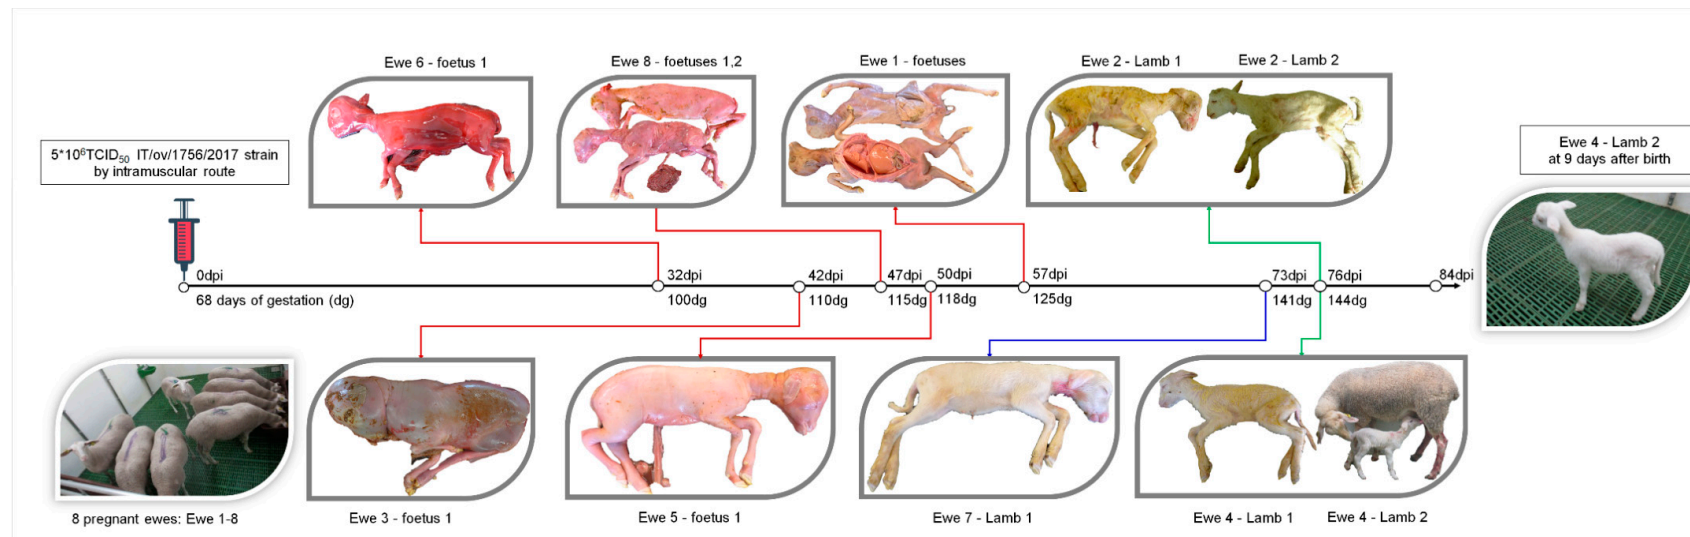 Ewe 6 - foetus 1
Ewe 8 - foetuses 1,2
Ewe 1 - foetuses
Ewe 2 - Lamb 1
Ewe 2 - Lamb 2
5*10⁶TCID₅₀ IT/ov/1756/2017 strain
by intramuscular route
Ewe 4 - Lamb 2
at 9 days after birth
0dpi
32dpi
42dpi
47dpi
50dpi
57dpi
73dpi
76dpi
84dpi
68 days of gestation (dg)
100dg
110dg
115dg
118dg
125dg
141dg
144dg
8 pregnant ewes: Ewe 1-8
Ewe 3 - foetus 1
Ewe 5 - foetus 1
Ewe 7 - Lamb 1
Ewe 4 - Lamb 1
Ewe 4 - Lamb 2